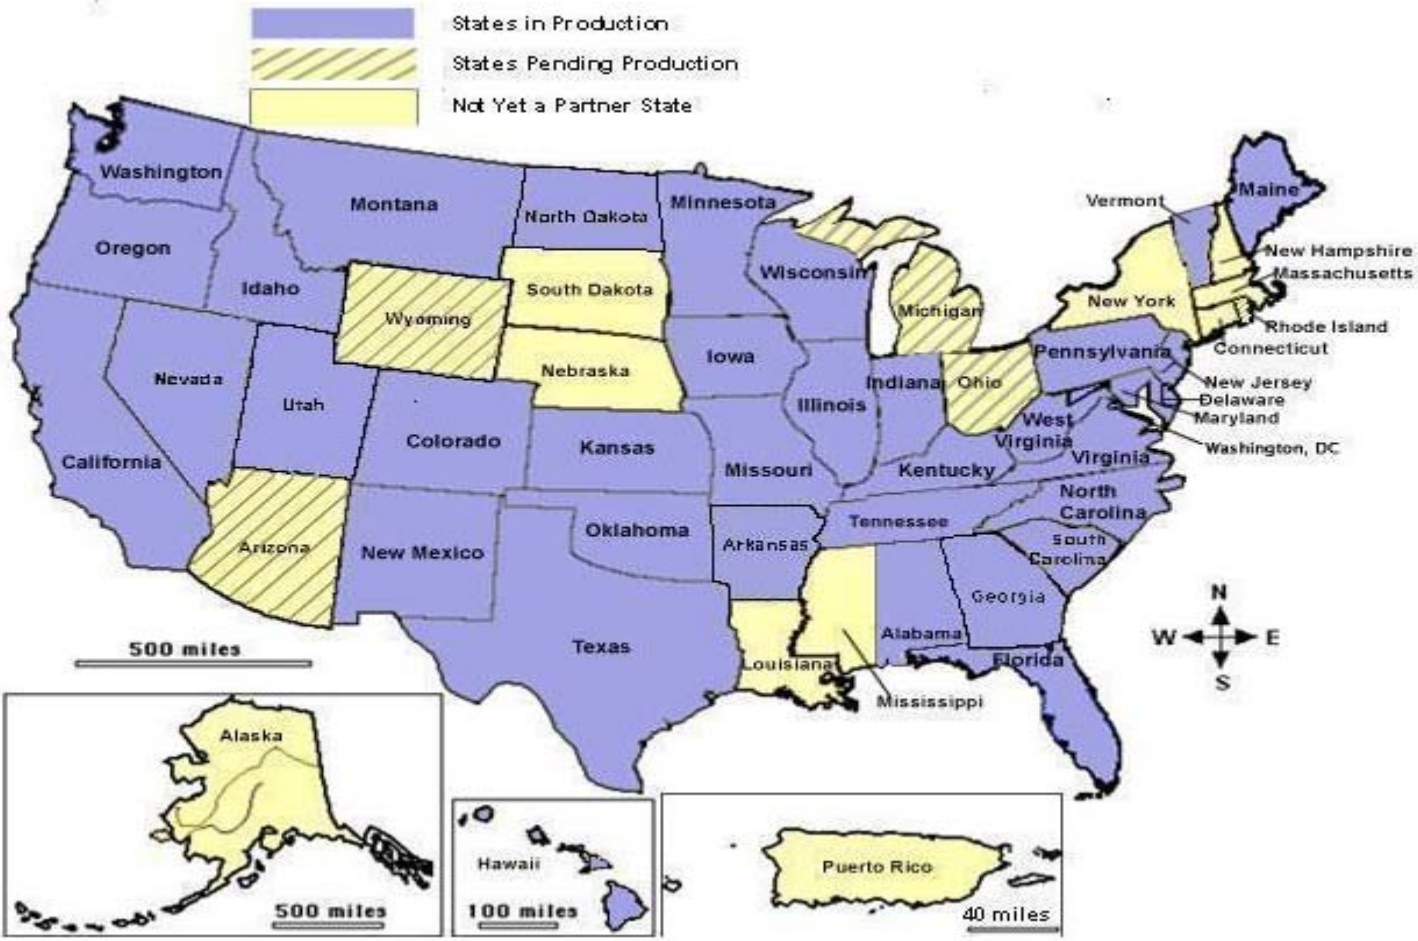 States in Production
States Pending Production
Not Yet a Partner State
Washington
Montana
North Dakota
Minnesota
Vermont
Maine
Oregon
Idaho
Wyoming
South Dakota
Wisconsin
Michigan
New York
New Hampshire
Massachusetts
Rhode Island
Connecticut
Nevada
Utah
Nebraska
Iowa
Illinois
Indiana
Ohio
Pennsylvania
New Jersey
Delaware
Maryland
Washington, DC
California
Colorado
Kansas
Missouri
Kentucky
West
Virginia
Virginia
Arizona
New Mexico
Oklahoma
Arkansas
Tennessee
North
Carolina
South
Carolina
Texas
Louisiana
Mississippi
Alabama
Georgia
Florida
N
W E
S
500 miles
Alaska
500 miles
Hawaii
100 miles
Puerto Rico
40 miles